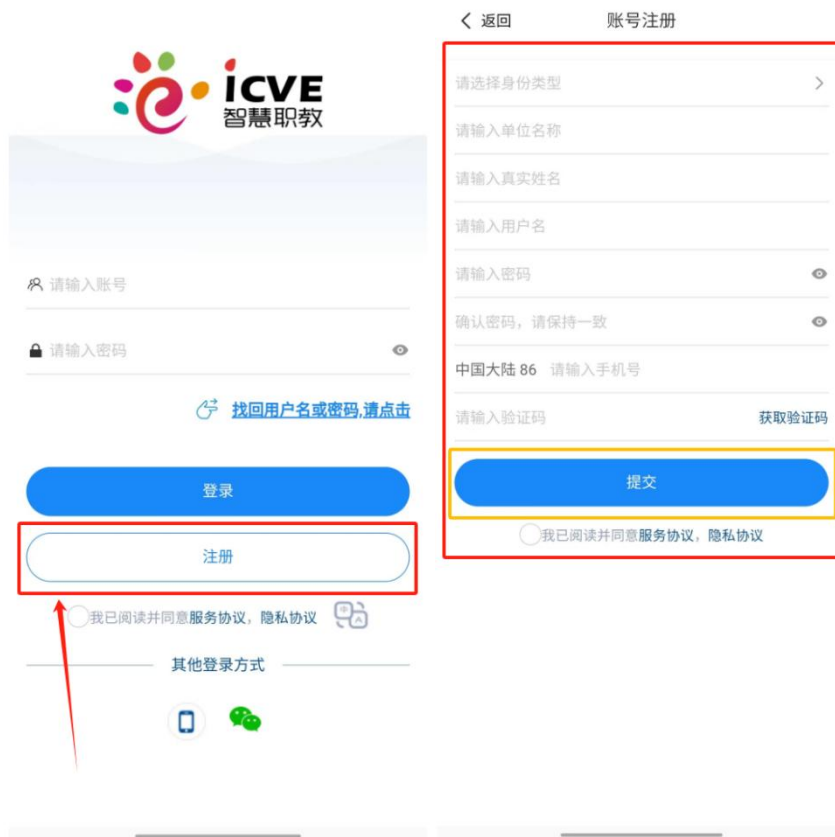 icve
智慧职教
请输入账号
请输入密码
找回用户名或密码,请点击
登录
注册
我已阅读并同意服务协议，隐私协议
中 A
其他登录方式
返回 账号注册
请选择身份类型
请输入单位名称
请输入真实姓名
请输入用户名
请输入密码
确认密码，请保持一致
中国大陆 86 请输入手机号
请输入验证码 获取验证码
提交
我已阅读并同意服务协议，隐私协议